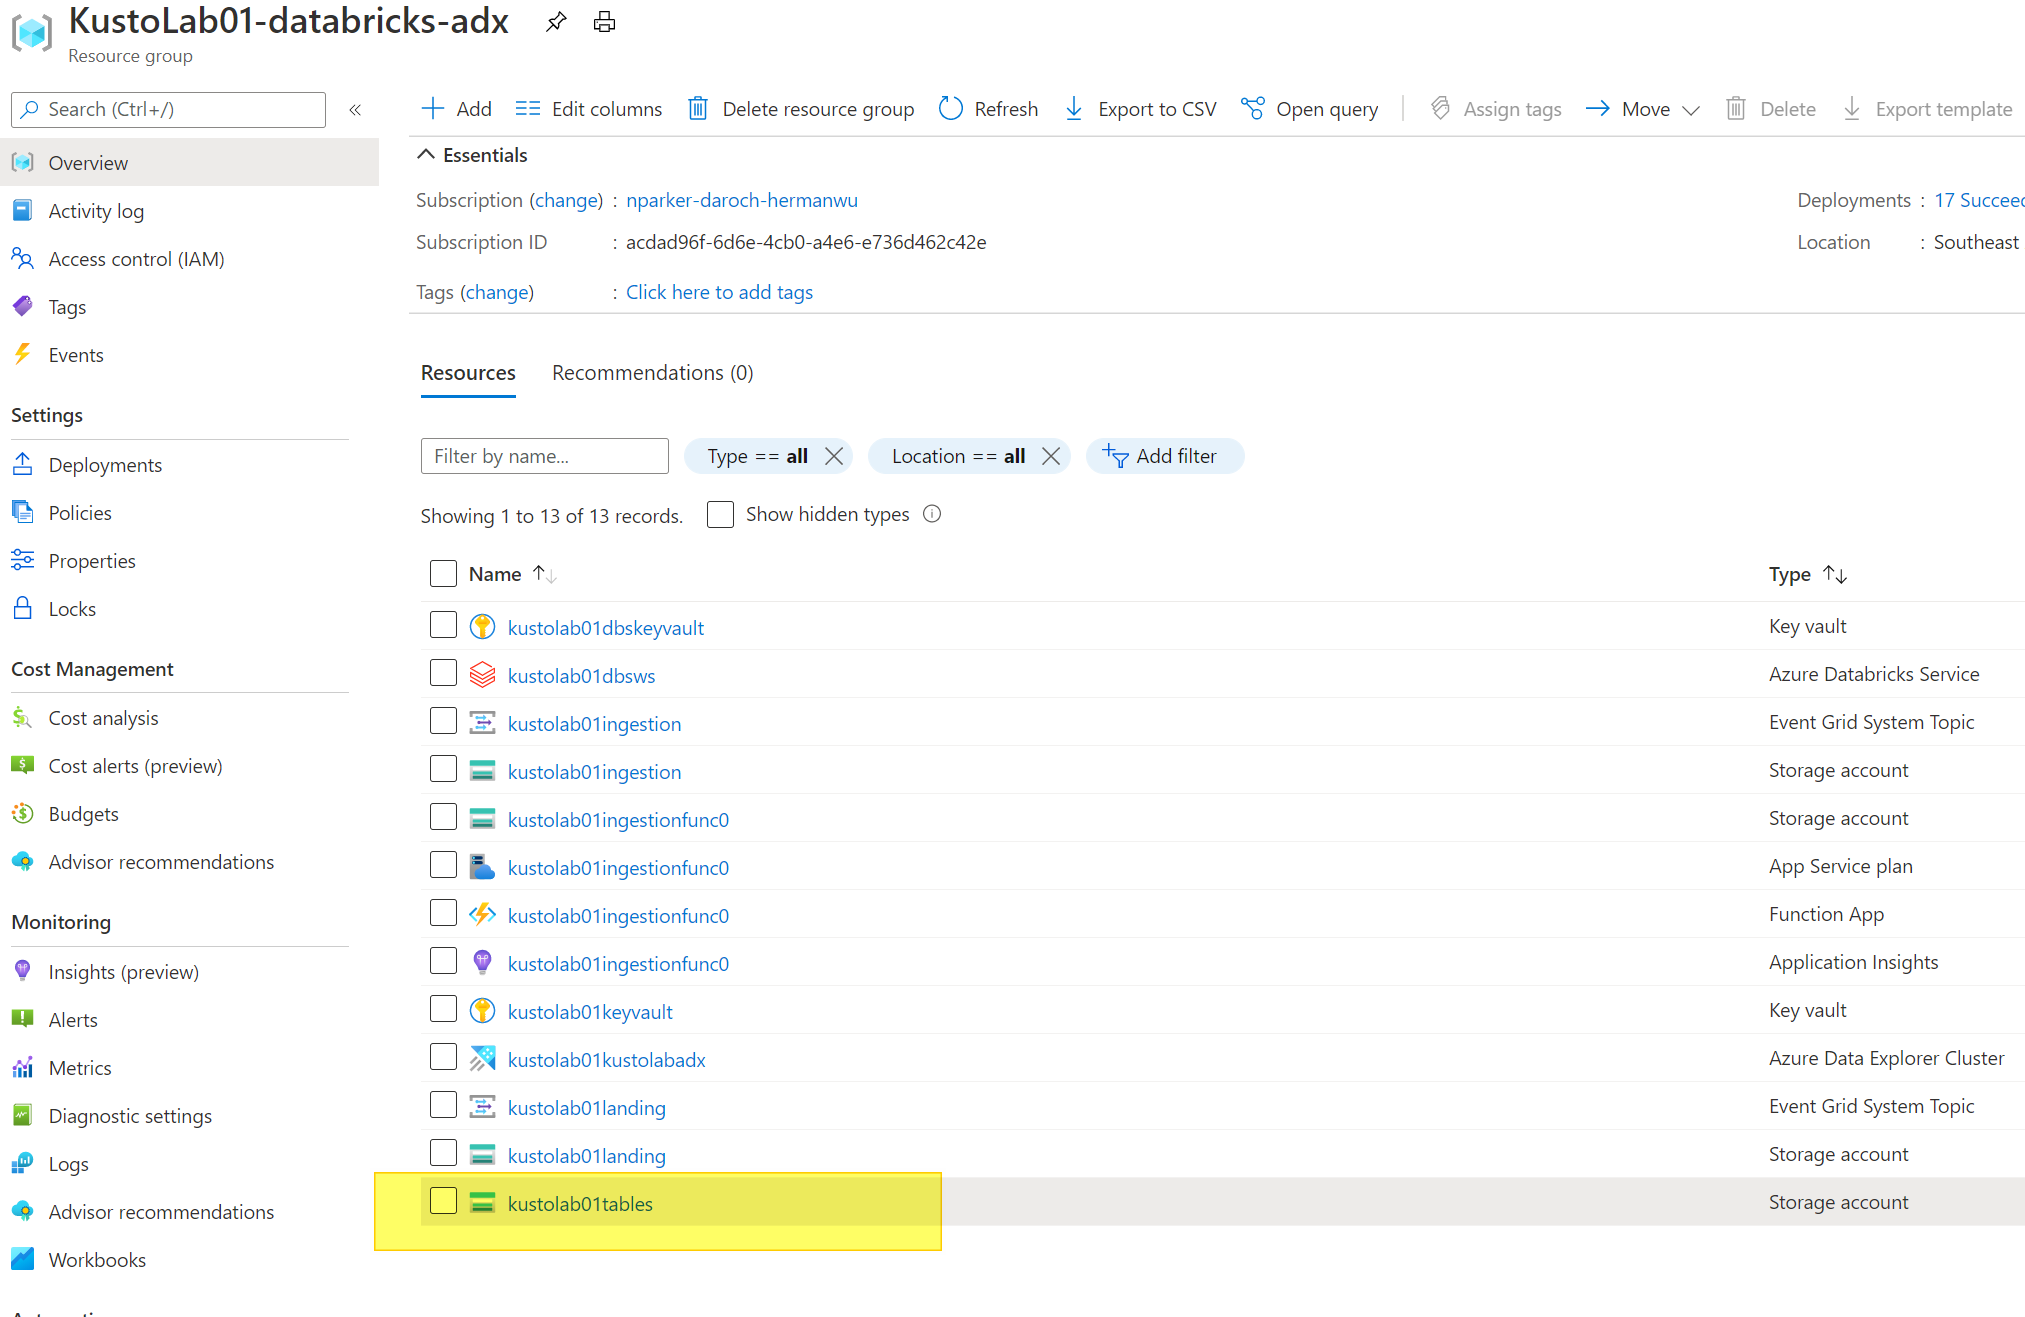 KustoLab01-databricks-adx
Resource group
Search (Ctrl+/)
«
Add
Edit columns
Delete resource group
Refresh
Export to CSV
Open query
Assign tags
Move
Delete
Export template
Overview
Activity log
Access control (IAM)
Tags
Events
Settings
Deployments
Policies
Properties
Locks
Cost Management
Cost analysis
Cost alerts (preview)
Budgets
Advisor recommendations
Monitoring
Insights (preview)
Alerts
Metrics
Diagnostic settings
Logs
Advisor recommendations
Workbooks
Essentials
Subscription (change) : nparker-daroch-hermanwu
Deployments : 17 Succeed
Subscription ID : acdad96f-6d6e-4cb0-a4e6-e736d462c42e
Location : Southeast
Tags (change) : Click here to add tags
Resources
Recommendations (0)
Filter by name...
Type == all
Location == all
Add filter
Showing 1 to 13 of 13 records.
Show hidden types
Name Type
kustolab01dbskeyvault Key vault
kustolab01dbsws Azure Databricks Service
kustolab01ingestion Event Grid System Topic
kustolab01ingestion Storage account
kustolab01ingestionfunc0 Storage account
kustolab01ingestionfunc0 App Service plan
kustolab01ingestionfunc0 Function App
kustolab01ingestionfunc0 Application Insights
kustolab01keyvault Key vault
kustolab01kustolabadx Azure Data Explorer Cluster
kustolab01landing Event Grid System Topic
kustolab01landing Storage account
kustolab01tables Storage account